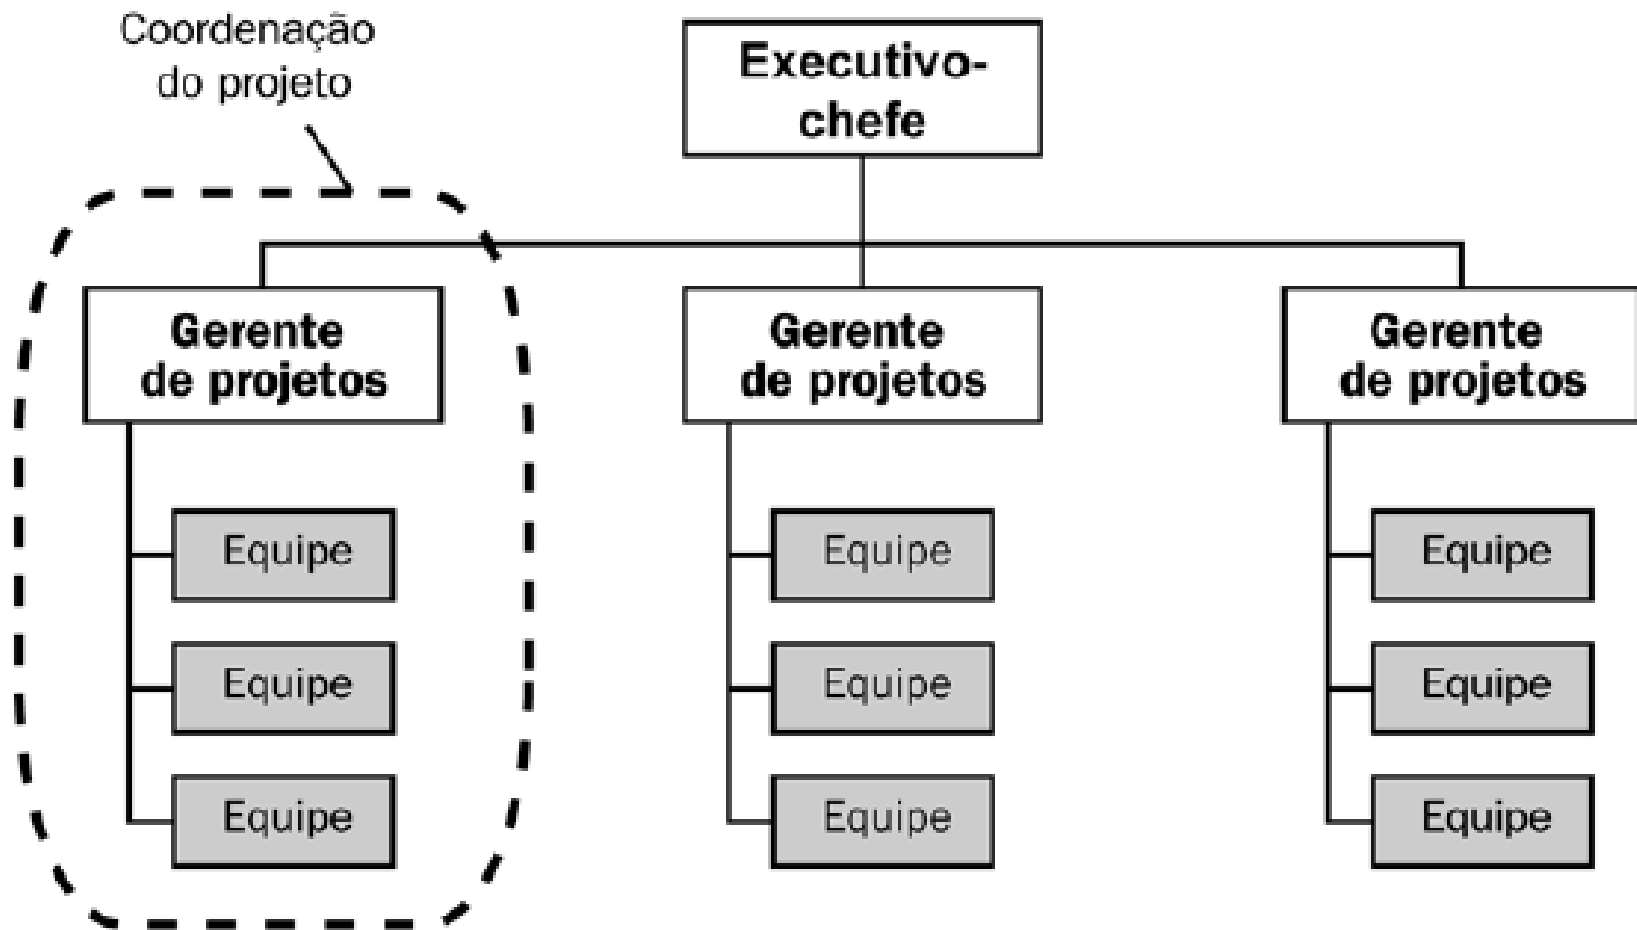 Coordenação
do projeto
Executivo-
chefe
Gerente
de projetos
Gerente
de projetos
Gerente
de projetos
Equipe
Equipe
Equipe
Equipe
Equipe
Equipe
Equipe
Equipe
Equipe